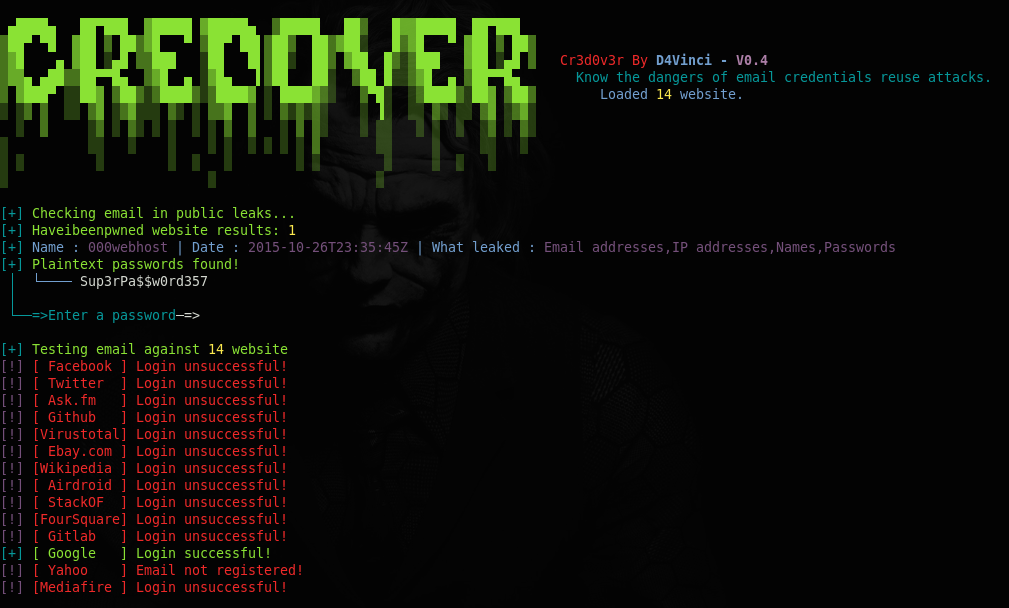 CREDOVER
Cr3d0v3r By D4Vinci - V0.4
Know the dangers of email credentials reuse attacks.
Loaded 14 website.
[+] Checking email in public leaks...
[+] Haveibeenpwned website results: 1
[+] Name : 000webhost | Date : 2015-10-26T23:35:45Z | What leaked : Email addresses,IP addresses,Names,Passwords
[+] Plaintext passwords found!
│  └──── Sup3rPa$$w0rd357
│
└──=>Enter a password─=>
[+] Testing email against 14 website
[!] [ Facebook ] Login unsuccessful!
[!] [ Twitter  ] Login unsuccessful!
[!] [ Ask.fm   ] Login unsuccessful!
[!] [ Github   ] Login unsuccessful!
[!] [Virustotal] Login unsuccessful!
[!] [ Ebay.com ] Login unsuccessful!
[!] [Wikipedia ] Login unsuccessful!
[!] [ Airdroid ] Login unsuccessful!
[!] [ StackOF  ] Login unsuccessful!
[!] [FourSquare] Login unsuccessful!
[!] [ Gitlab   ] Login unsuccessful!
[+] [ Google   ] Login successful!
[!] [ Yahoo    ] Email not registered!
[!] [Mediafire ] Login unsuccessful!